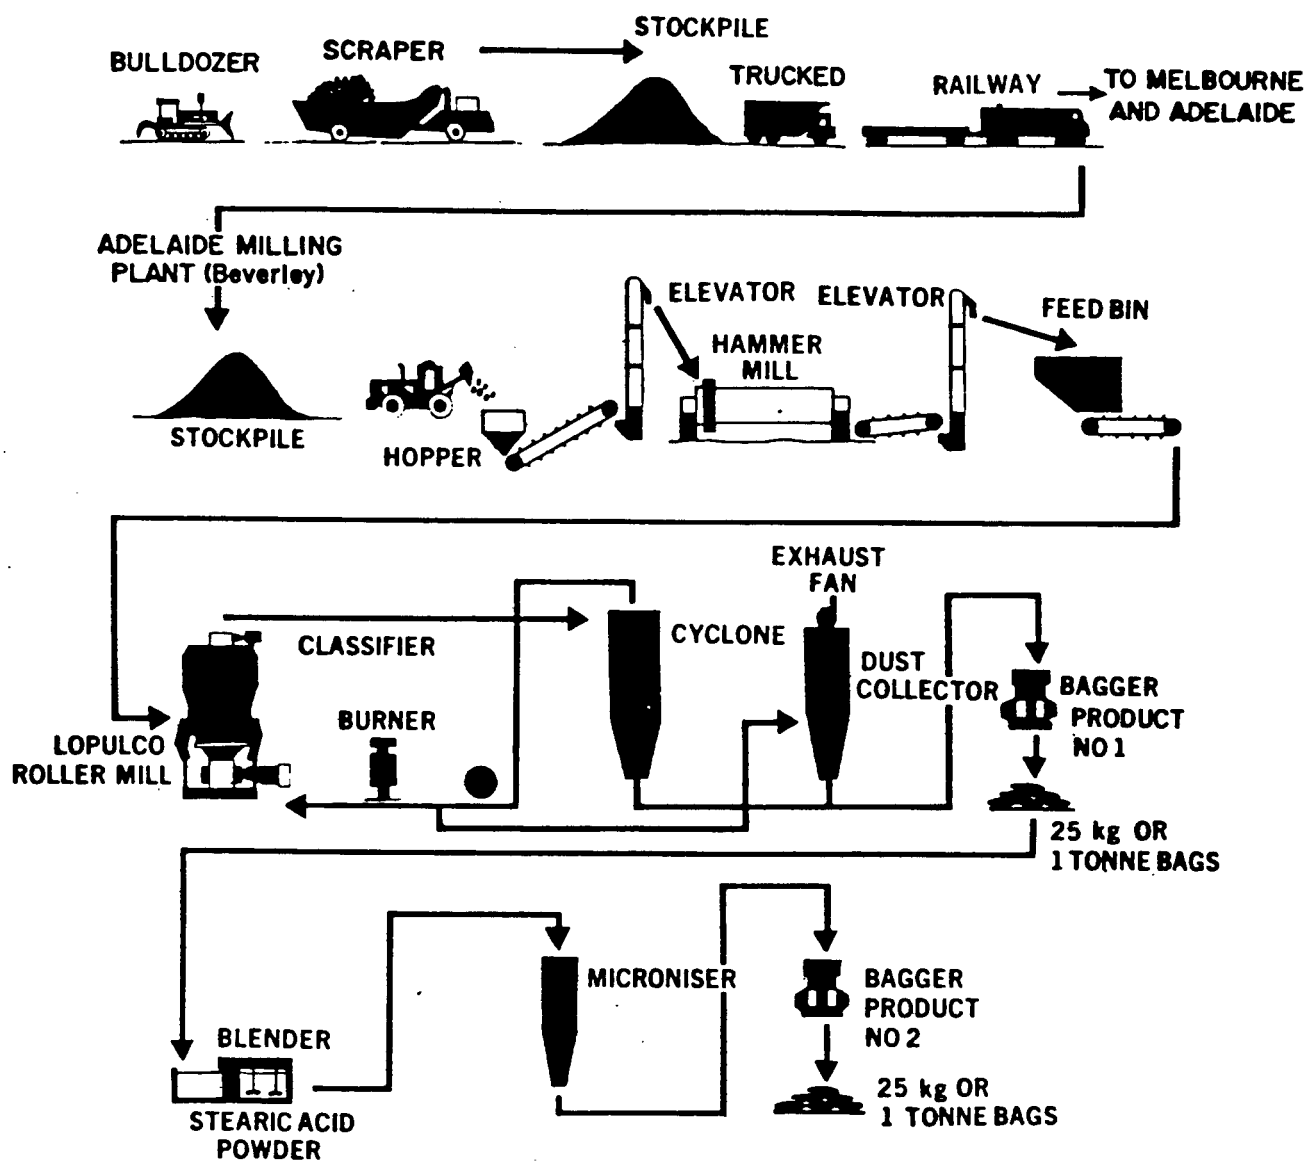 STOCKPILE
BULLDOZER
SCRAPER
TRUCKED
RAILWAY
TO MELBOURNE
AND ADELAIDE
ADELAIDE MILLING
PLANT (Beverley)
STOCKPILE
HOPPER
ELEVATOR
HAMMER
MILL
ELEVATOR
FEED BIN
LOPULCO
ROLLER MILL
CLASSIFIER
BURNER
CYCLONE
EXHAUST
FAN
DUST
COLLECTOR
BAGGER
PRODUCT
NO 1
25 kg OR
1 TONNE BAGS
BLENDER
STEARIC ACID
POWDER
MICRONISER
BAGGER
PRODUCT
NO 2
25 kg OR
1 TONNE BAGS